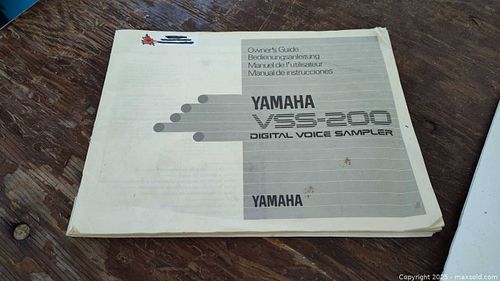 Owner's Guide
Bedienungsanleitung
Manuel de l'utilisateur
Manual de instrucciones
YAMAHA
VSS-200
DIGITAL VOICE SAMPLER
YAMAHA
Copyright 2025 - maxsold.com